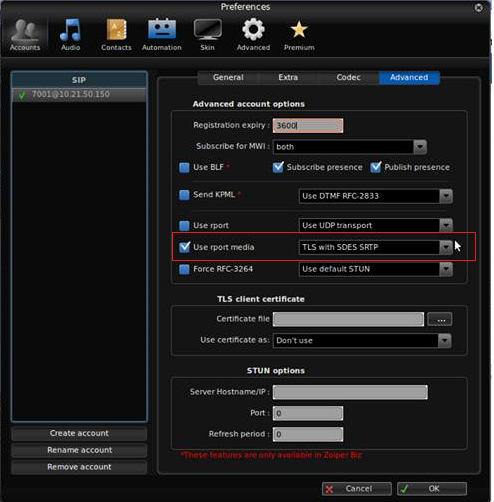 Preferences
Accounts Audio Contacts Automation Skin Advanced Premium
SIP
7001@10.21.50.150
General Extra Codec Advanced
Advanced account options
Registration expiry : 3600
Subscribe for MWI : both
Use BLF * Subscribe presence Publish presence
Send KPML * Use DTMF RFC-2833
Use rport Use UDP transport
Use rport media TLS with SDES SRTP
Force RFC-3264 Use default STUN
TLS client certificate
Certificate file ...
Use certificate as: Don't use
STUN options
Server Hostname/IP :
Port : 0
Refresh period : 0
*These features are only available in Zoiper Biz
Create account
Rename account
Remove account
Cancel OK